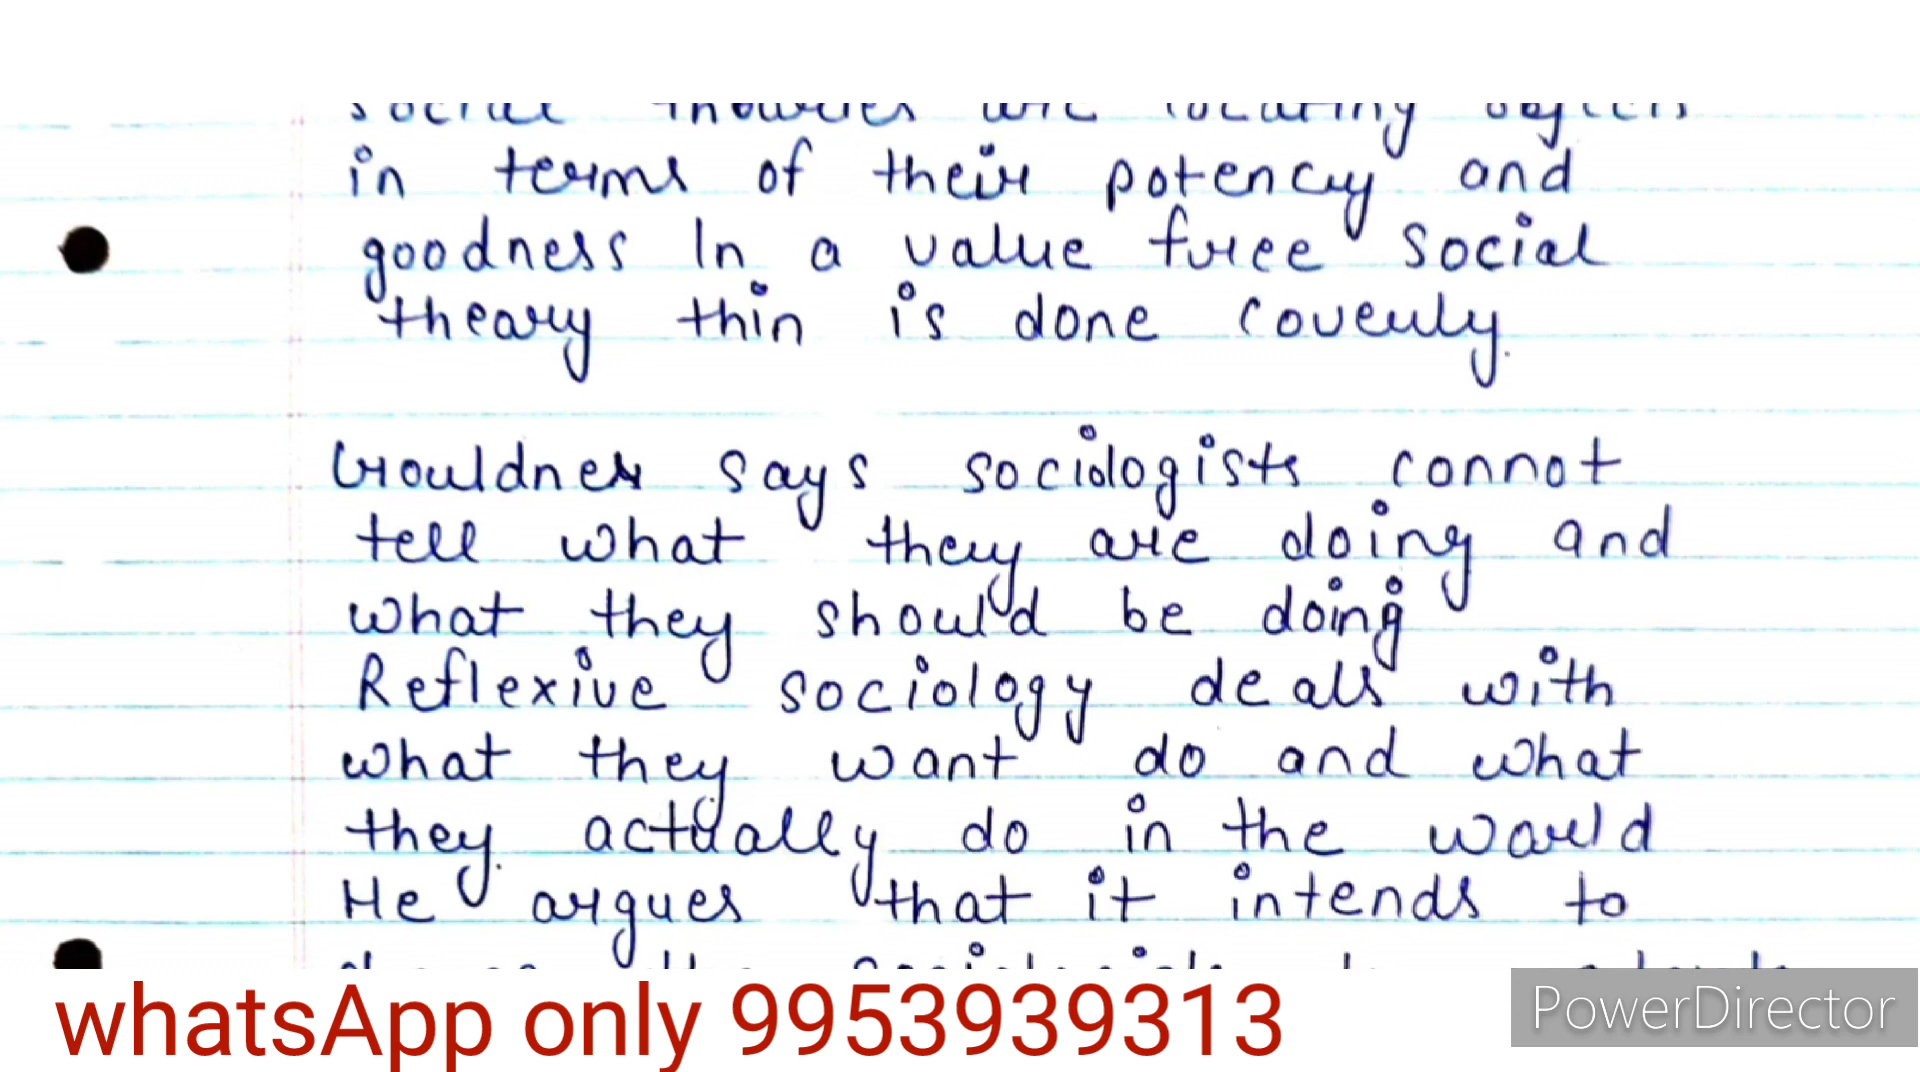 in terms of their potency and
goodness In a value free social
theory thin is done covenly.
Gouldner says sociologists connot
tell what they are doing and
what they should be doing
Reflexive sociology deals with
what they want do and what
they actually do in the world
He argues that it intends to
whatsApp only 9953939313
PowerDirector